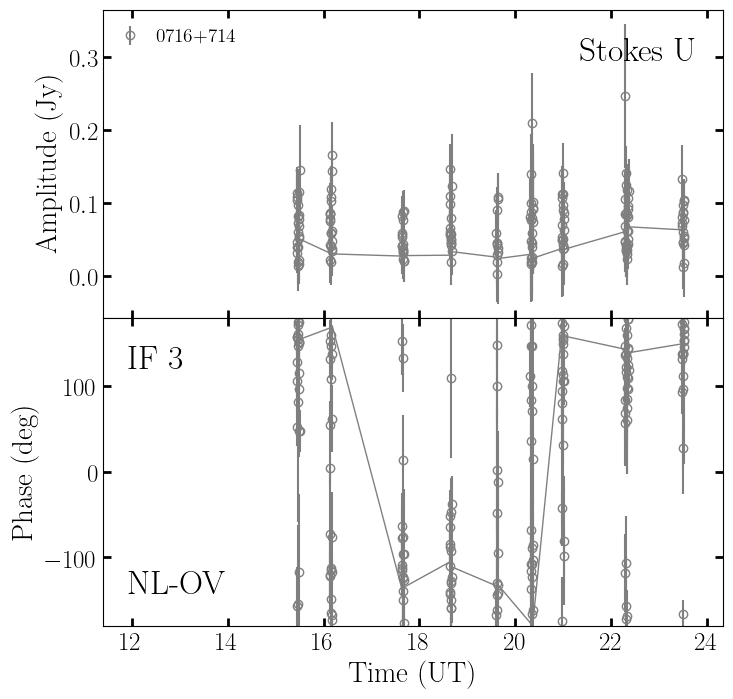 0716+714
Stokes U
Amplitude (Jy)
0.3
0.2
0.1
0.0
IF 3
NL-OV
Phase (deg)
100
0
−100
12 14 16 18 20 22 24
Time (UT)